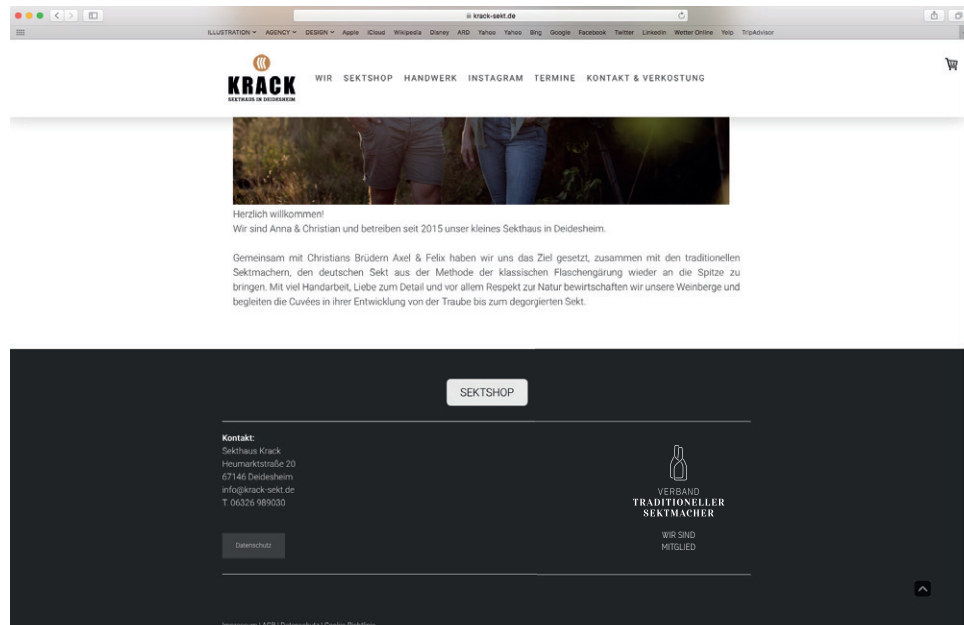 krack-sekt.de
ILLUSTRATION AGENCY DESIGN Apple iCloud Wikipedia Disney ARD Yahoo Yahoo Bing Google Facebook Twitter LinkedIn Wetter Online Yelp TripAdvisor
KRACK
SEKTHAUS IN DEIDESHEIM
WIR SEKTSHOP HANDWERK INSTAGRAM TERMINE KONTAKT & VERKOSTUNG
Herzlich willkommen!
Wir sind Anna & Christian und betreiben seit 2015 unser kleines Sekthaus in Deidesheim.
Gemeinsam mit Christians Brüdern Axel & Felix haben wir uns das Ziel gesetzt, zusammen mit den traditionellen
Sektmachern, den deutschen Sekt aus der Methode der klassischen Flaschengärung wieder an die Spitze zu
bringen. Mit viel Handarbeit, Liebe zum Detail und vor allem Respekt zur Natur bewirtschaften wir unsere Weinberge und
begleiten die Cuvées in ihrer Entwicklung von der Traube bis zum degorgierten Sekt.
SEKTSHOP
Kontakt:
Sekthaus Krack
Heumarktstraße 20
67146 Deidesheim
info@krack-sekt.de
T. 06326 989030
Datenschutz
VERBAND
TRADITIONELLER
SEKTMACHER
WIR SIND
MITGLIED
Impressum | AGB | Datenschutz | Cookie-Richtlinie